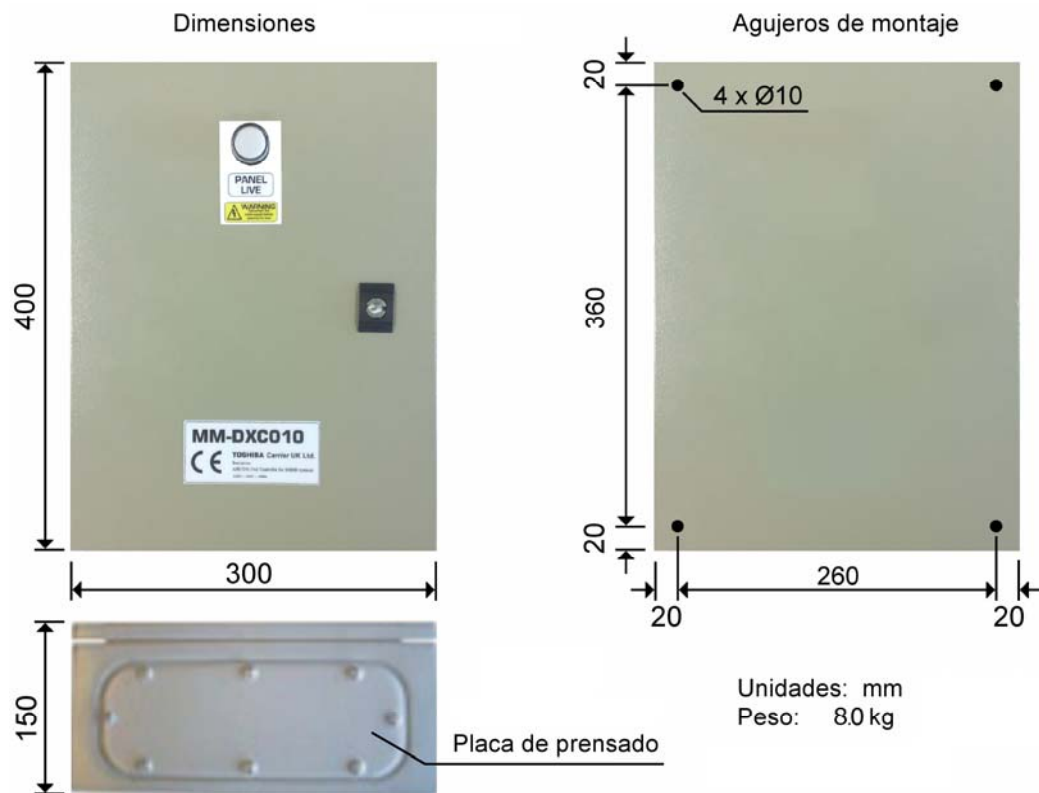 Dimensiones
Agujeros de montaje
20
4 x Ø10
PANEL
LIVE
WARNING
400
360
MM-DXC010
CE TOSHIBA Carrier UK Ltd.
20
300
260
20
20
150
Unidades: mm
Peso: 8.0 kg
Placa de prensado